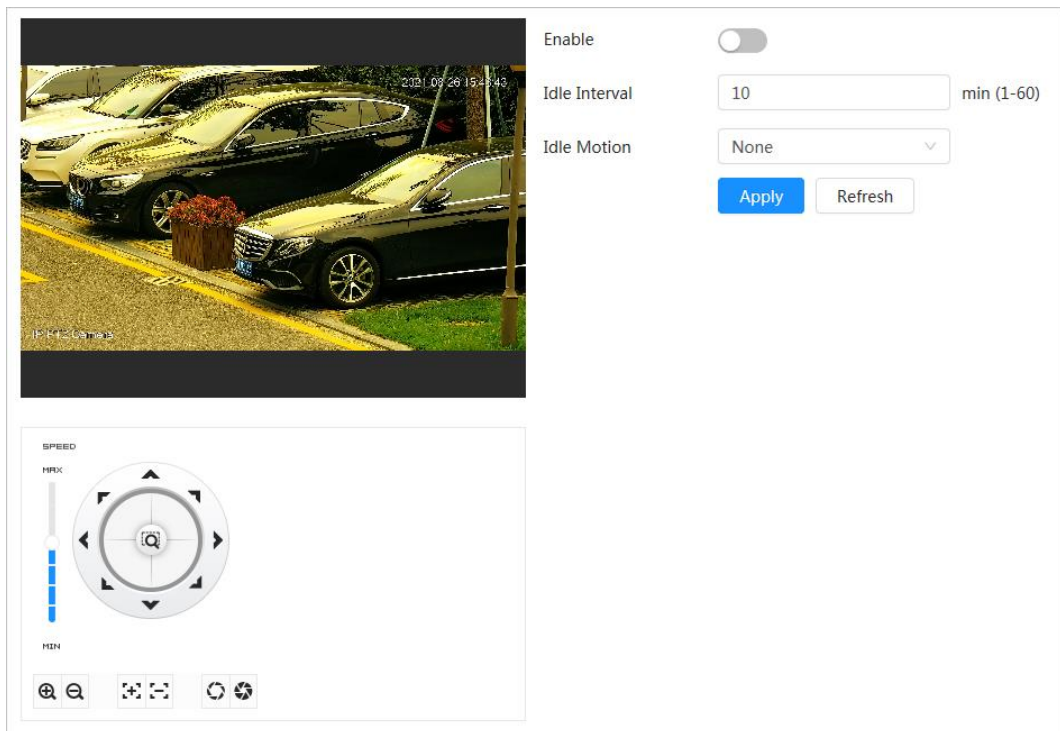 Enable
2021 08 26 15:48:43
Idle Interval 10 min (1-60)
Idle Motion None
Apply Refresh
IP PTZ Camera
SPEED
MAX
MIN